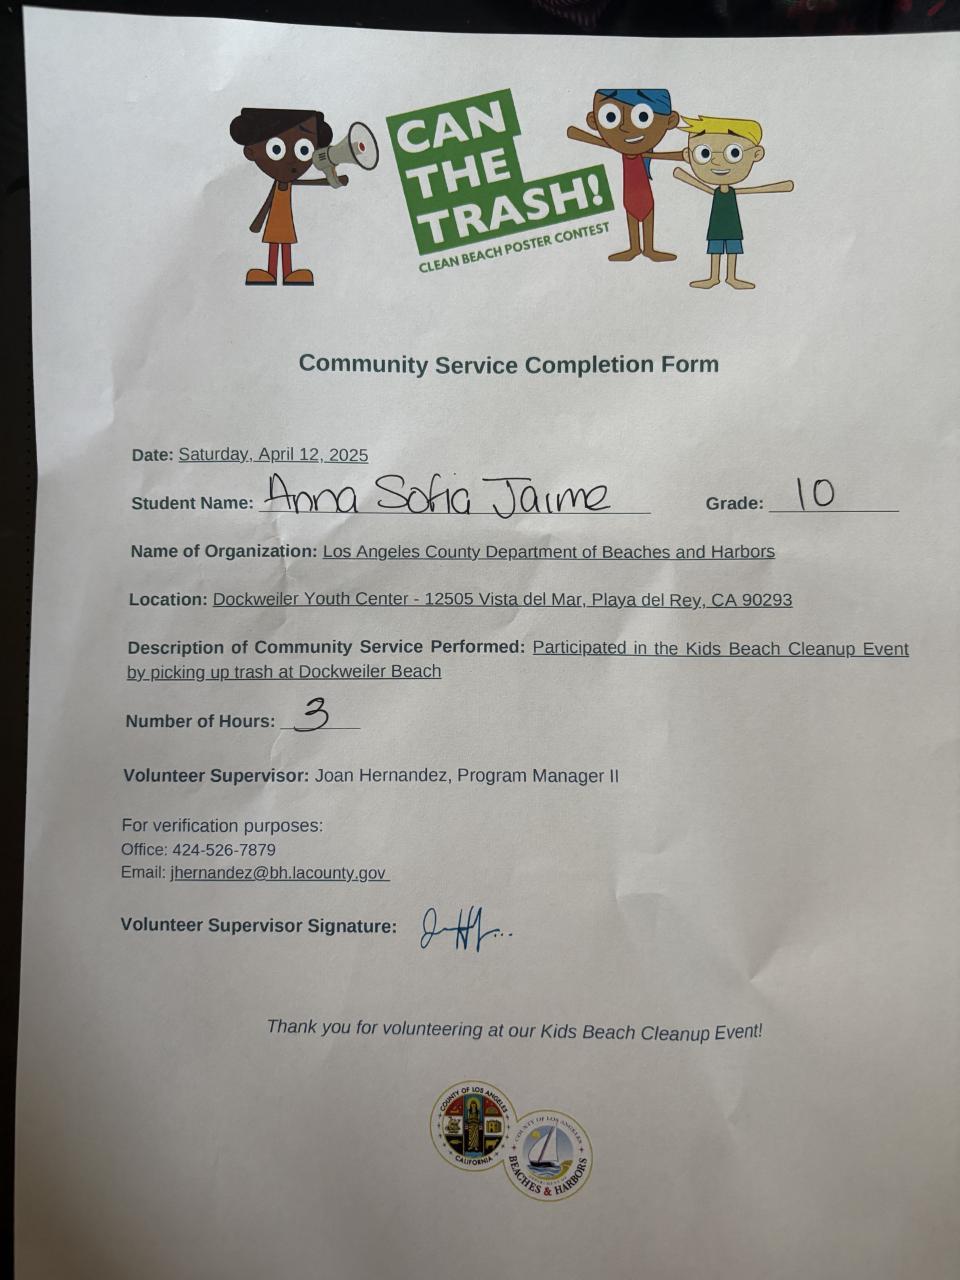 CAN
THE
TRASH!
CLEAN BEACH POSTER CONTEST
Community Service Completion Form
Date: Saturday, April 12, 2025
Student Name: Anna Sofia Jaime Grade: 10
Name of Organization: Los Angeles County Department of Beaches and Harbors
Location: Dockweiler Youth Center - 12505 Vista del Mar, Playa del Rey, CA 90293
Description of Community Service Performed: Participated in the Kids Beach Cleanup Event
by picking up trash at Dockweiler Beach
Number of Hours: 3
Volunteer Supervisor: Joan Hernandez, Program Manager II
For verification purposes:
Office: 424-526-7879
Email: jhernandez@bh.lacounty.gov
Volunteer Supervisor Signature:
Thank you for volunteering at our Kids Beach Cleanup Event!
COUNTY OF LOS ANGELES
CALIFORNIA
COUNTY OF LOS ANGELES
BEACHES & HARBORS